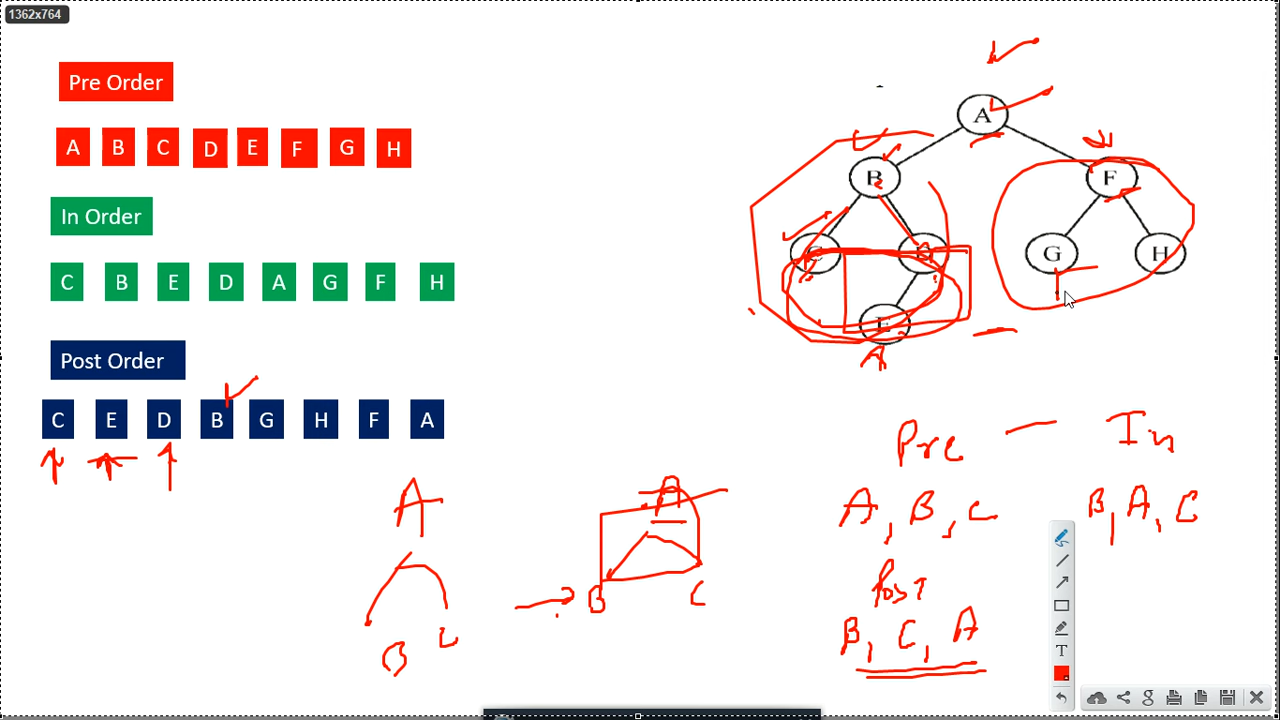 1362x764
Pre Order
A B C D E F G H
In Order
C B E D A G F H
Post Order
C E D B G H F A
A
B F
C D G H
E
Pre — In
A, B, C B, A, C
Post
B, C, A
A
B C
A
B C
T
g